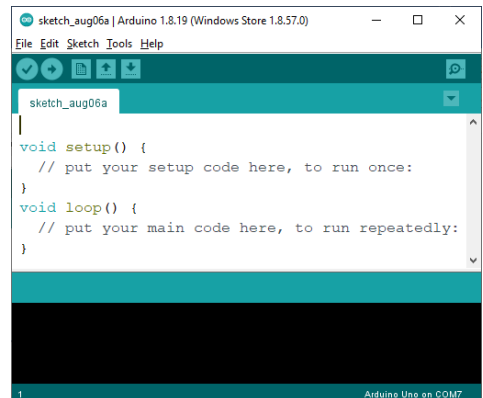 sketch_aug06a | Arduino 1.8.19 (Windows Store 1.8.57.0)
File Edit Sketch Tools Help
sketch_aug06a
void setup() {
  // put your setup code here, to run once:
}
void loop() {
  // put your main code here, to run repeatedly:
}
1 Arduino Uno on COM7